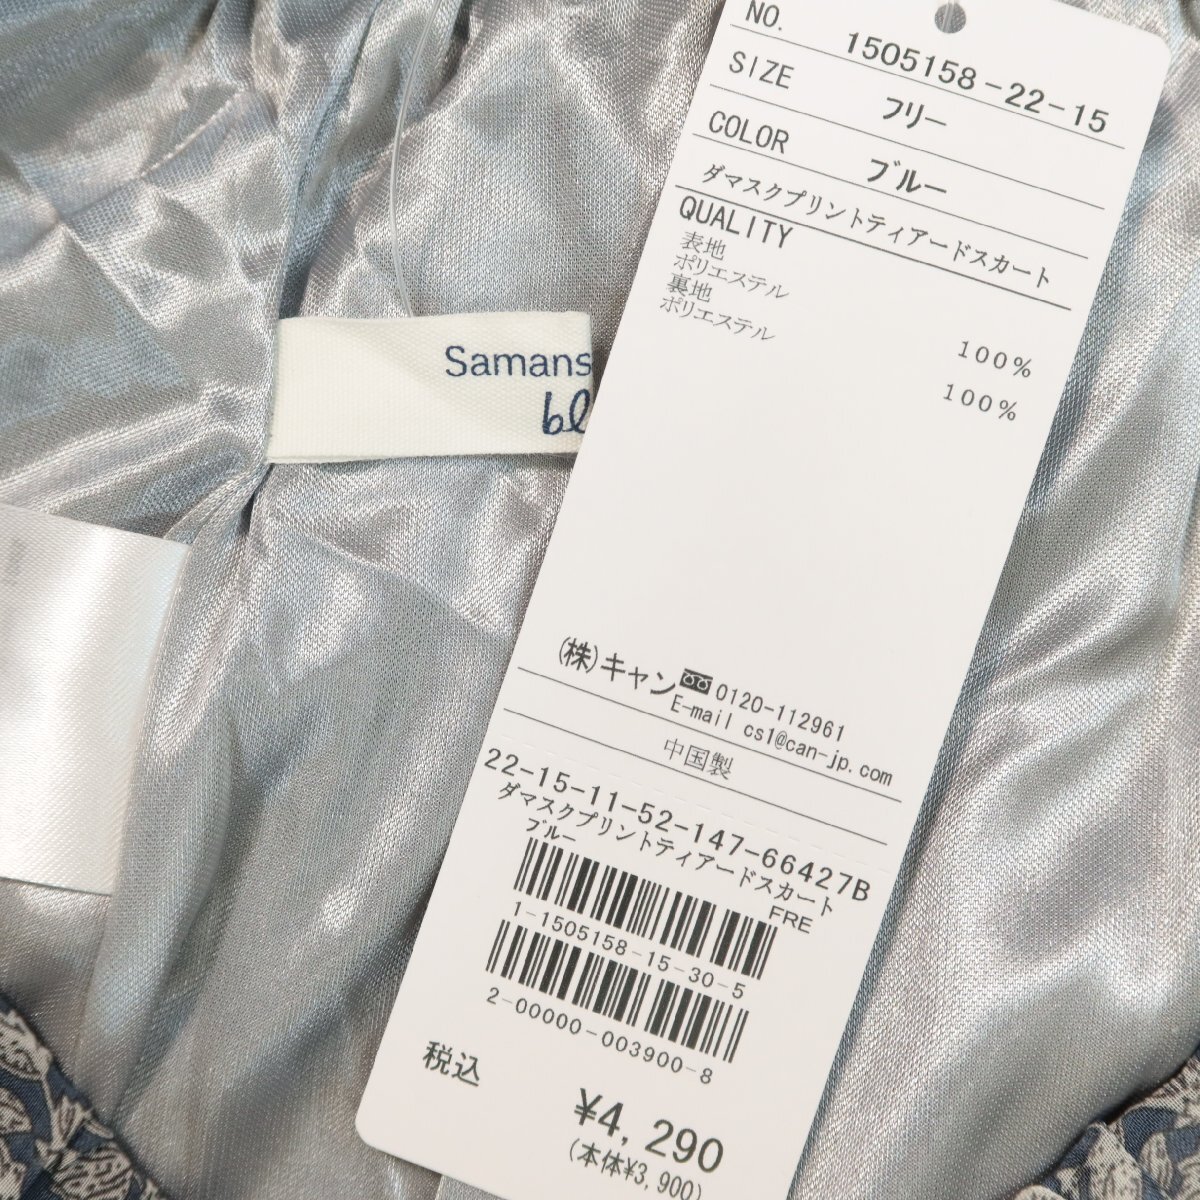 NO. 1505158-22-15
SIZE フリー
COLOR ブルー
ダマスクプリントティアードスカート
QUALITY
表地
ポリエステル 100%
裏地
ポリエステル 100%
(株)キャン 0120-112961
E-mail cs1@can-jp.com
中国製
22-15-11-52-147-66427B
ダマスクプリントティアードスカート
ブルー FRE
1-1505158-15-30-5
2-00000-003900-8
税込 ¥4,290
(本体¥3,900)
Samans
bl